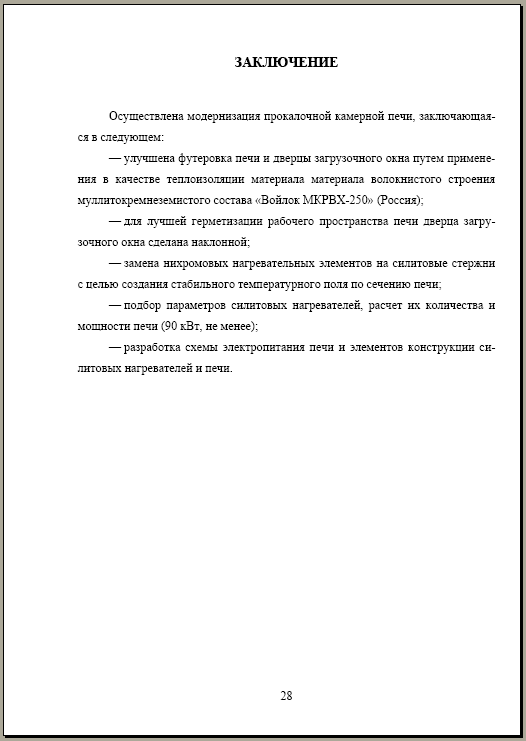 ЗАКЛЮЧЕНИЕ
Осуществлена модернизация прокалочной камерной печи, заключающая-
ся в следующем:
— улучшена футеровка печи и дверцы загрузочного окна путем примене-
ния в качестве теплоизоляции материала материала волокнистого строения
муллитокремнеземистого состава «Войлок МКРВХ-250» (Россия);
— для лучшей герметизации рабочего пространства печи дверца загру-
зочного окна сделана наклонной;
— замена нихромовых нагревательных элементов на силитовые стержни
с целью создания стабильного температурного поля по сечению печи;
— подбор параметров силитовых нагревателей, расчет их количества и
мощности печи (90 кВт, не менее);
— разработка схемы электропитания печи и элементов конструкции си-
литовых нагревателей и печи.
28